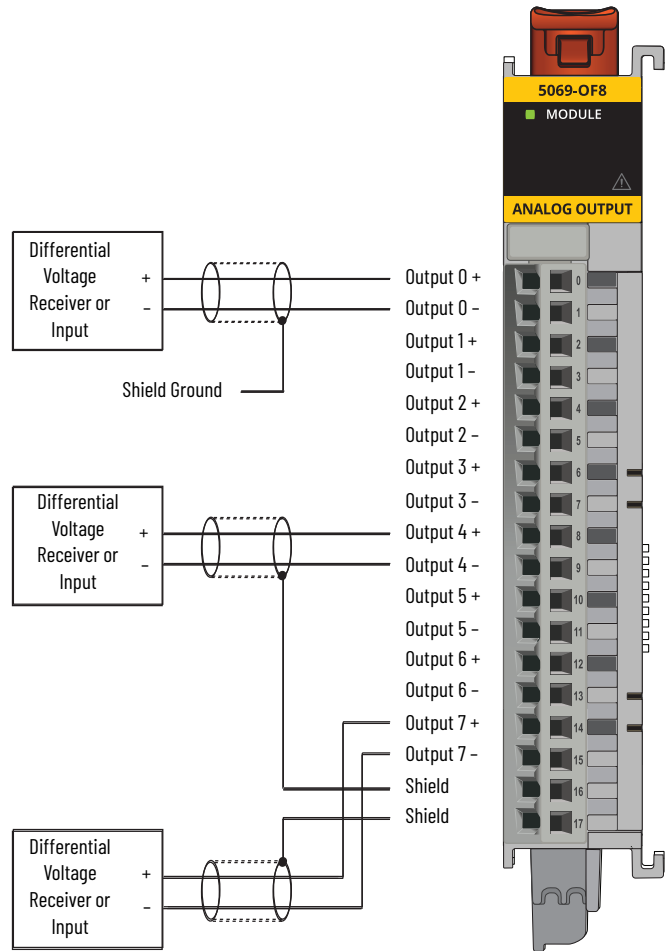 5069-OF8
MODULE
ANALOG OUTPUT
Differential
Voltage
Receiver or
Input
+
–
Shield Ground
Differential
Voltage
Receiver or
Input
+
–
Differential
Voltage
Receiver or
Input
+
–
Output 0 +
Output 0 –
Output 1 +
Output 1 –
Output 2 +
Output 2 –
Output 3 +
Output 3 –
Output 4 +
Output 4 –
Output 5 +
Output 5 –
Output 6 +
Output 6 –
Output 7 +
Output 7 –
Shield
Shield
0
1
2
3
4
5
6
7
8
9
10
11
12
13
14
15
16
17